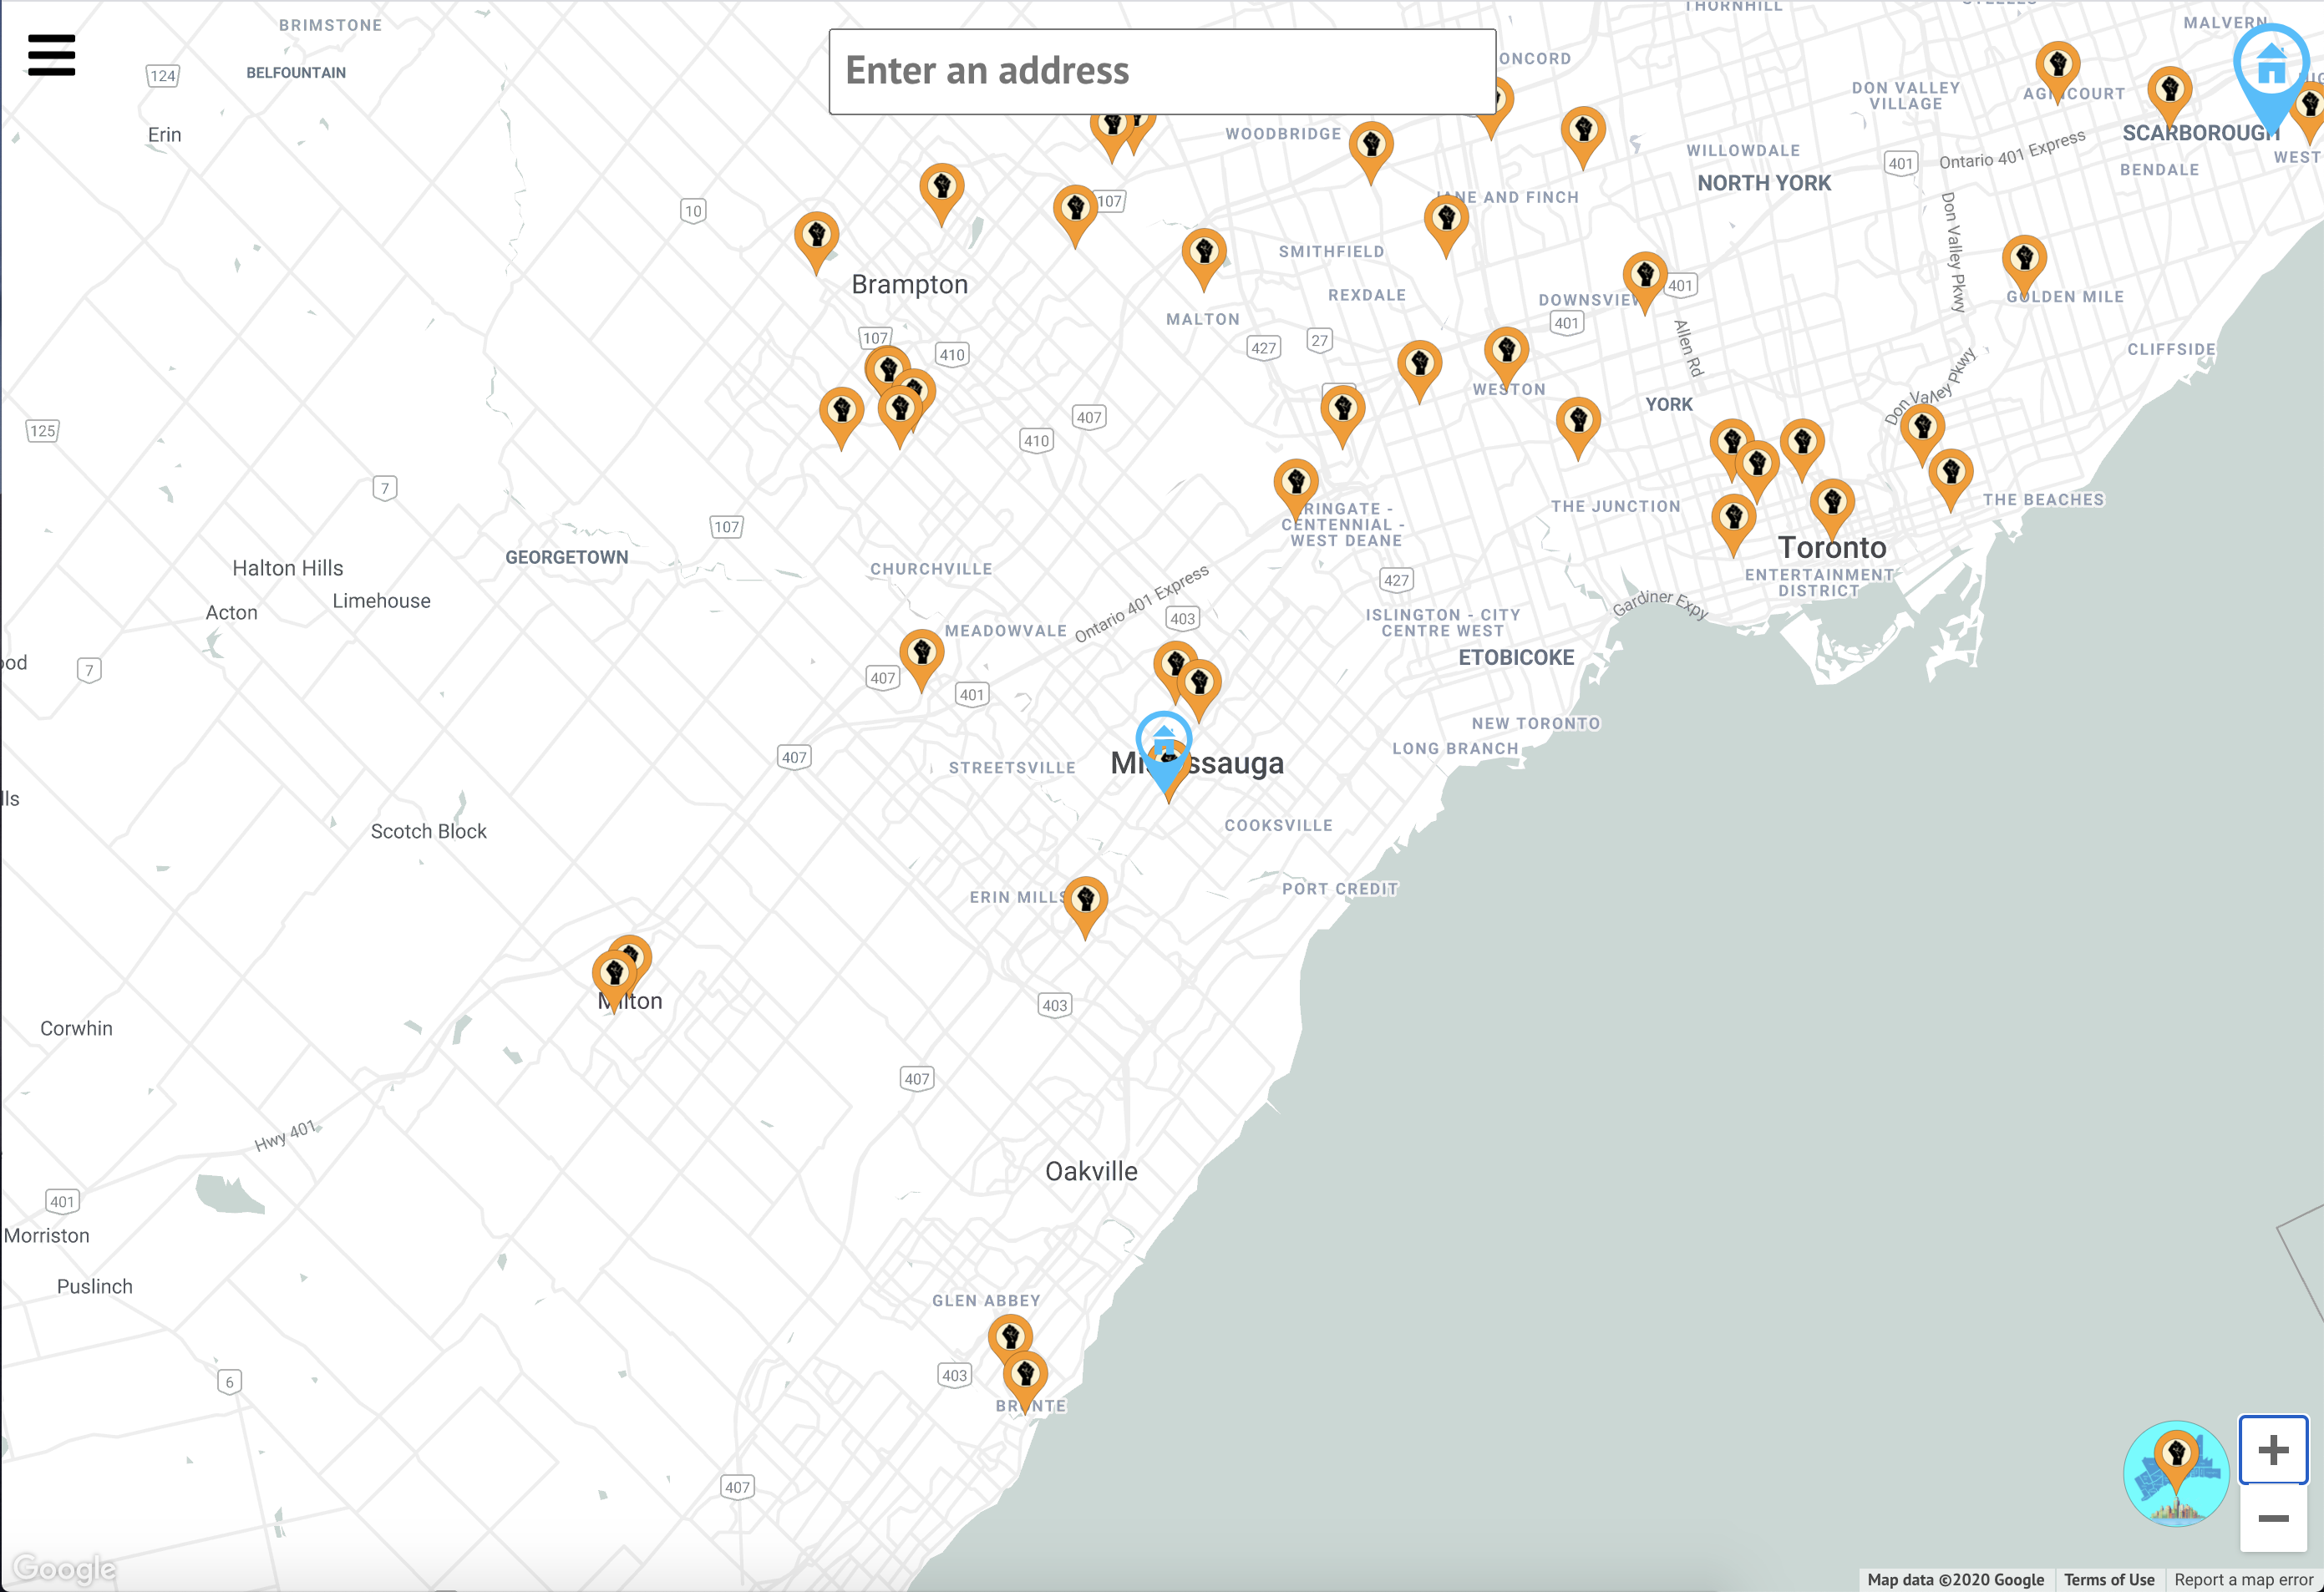 THORNHILL
BRIMSTONE
MALVERN
Enter an address
ONCORD
BELFOUNTAIN
124
DON VALLEY
VILLAGE
AGINCOURT
Erin
WOODBRIDGE
SCARBOROUGH
WILLOWDALE
401
Ontario 401 Express
WEST
BENDALE
NORTH YORK
107
JANE AND FINCH
10
Don Valley Pkwy
SMITHFIELD
Brampton
401
REXDALE
DOWNSVIEW
GOLDEN MILE
MALTON
401
107
27
427
410
Allen Rd
CLIFFSIDE
WESTON
YORK
Don Valley Pkwy
407
125
410
7
THE BEACHES
THE JUNCTION
RINGATE -
CENTENNIAL -
WEST DEANE
107
Toronto
GEORGETOWN
Halton Hills
CHURCHVILLE
ENTERTAINMENT
DISTRICT
427
Limehouse
Acton
Ontario 401 Express
Gardiner Expy
403
ISLINGTON - CITY
CENTRE WEST
MEADOWVALE
ETOBICOKE
ood
7
407
401
NEW TORONTO
LONG BRANCH
407
Mississauga
STREETSVILLE
lls
COOKSVILLE
Scotch Block
PORT CREDIT
ERIN MILLS
Milton
403
Corwhin
407
Hwy 401
Oakville
401
Morriston
Puslinch
GLEN ABBEY
403
6
BRONTE
407
Google
Map data ©2020 Google
Terms of Use
Report a map error